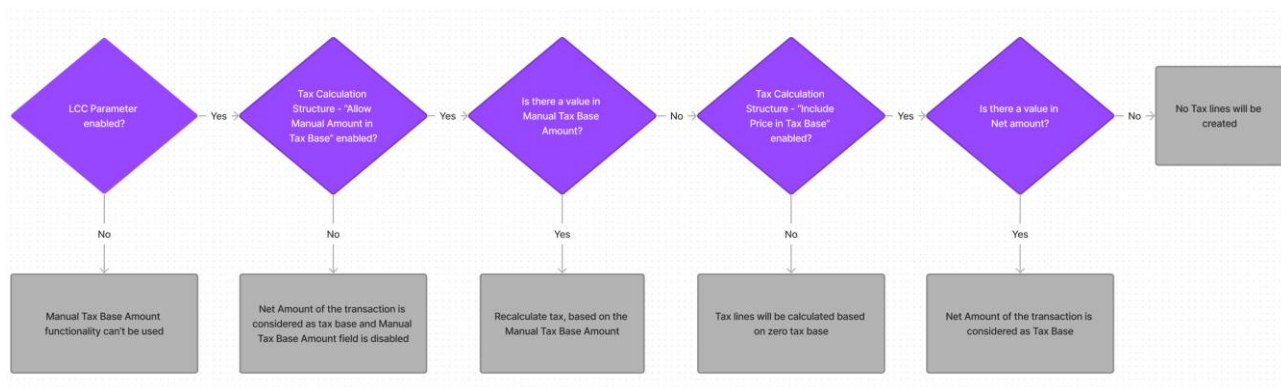 LCC Parameter
enabled?
Yes
Tax Calculation
Structure - "Allow
Manual Amount in
Tax Base" enabled?
Yes
Is there a value in
Manual Tax Base
Amount?
No
Tax Calculation
Structure - "Include
Price in Tax Base"
enabled?
Yes
Is there a value in
Net amount?
No
No Tax lines will be
created
No
No
Yes
No
Yes
Manual Tax Base Amount
functionality can't be used
Net Amount of the transaction is
considered as tax base and Manual
Tax Base Amount field is disabled
Recalculate tax, based on the
Manual Tax Base Amount
Tax lines will be calculated based
on zero tax base
Net Amount of the transaction is
considered as Tax Base